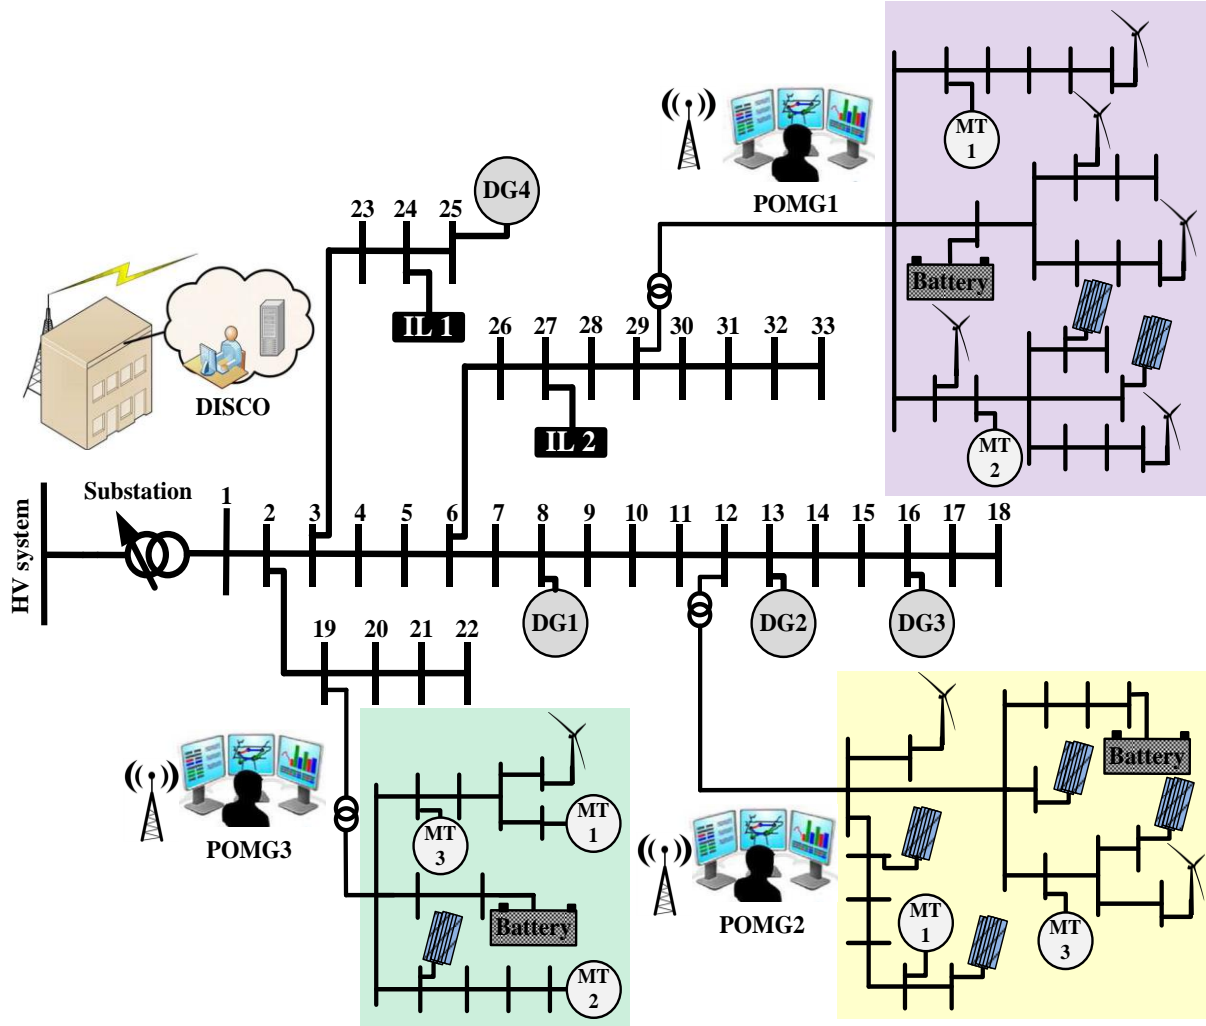 MT
1
POMG1
DG4
23 24 25
Battery
IL 1
26 27 28 29 30 31 32 33
DISCO
IL 2
MT
2
HV system
Substation
1 2 3 4 5 6 7 8 9 10 11 12 13 14 15 16 17 18
DG1
DG2
DG3
19 20 21 22
POMG3
MT
3
MT
1
Battery
MT
2
POMG2
Battery
MT
1
MT
3